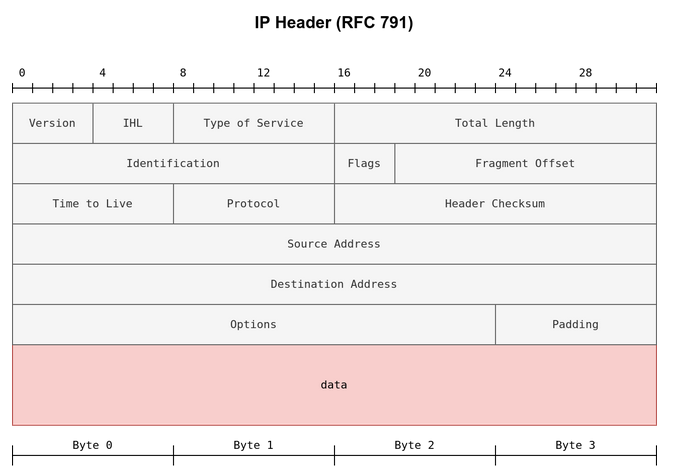 IP Header (RFC 791)
0 4 8 12 16 20 24 28
Version IHL Type of Service Total Length
Identification Flags Fragment Offset
Time to Live Protocol Header Checksum
Source Address
Destination Address
Options Padding
data
Byte 0 Byte 1 Byte 2 Byte 3